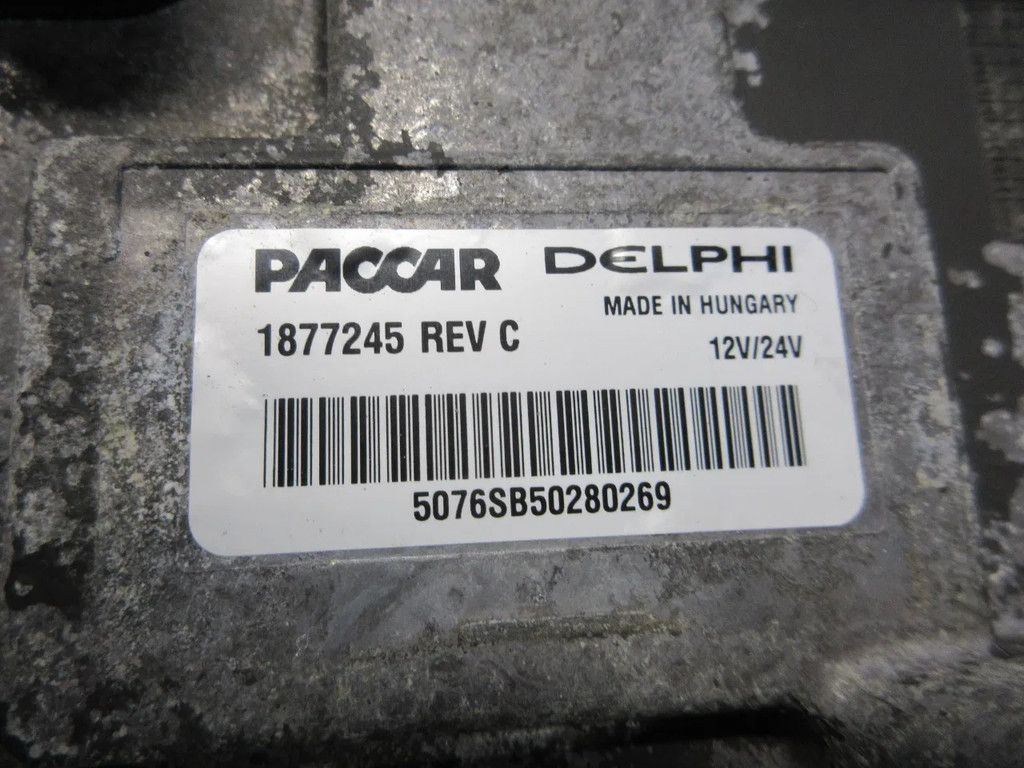 PACCAR DELPHI
MADE IN HUNGARY
1877245 REV C
12V/24V
5076SB50280269